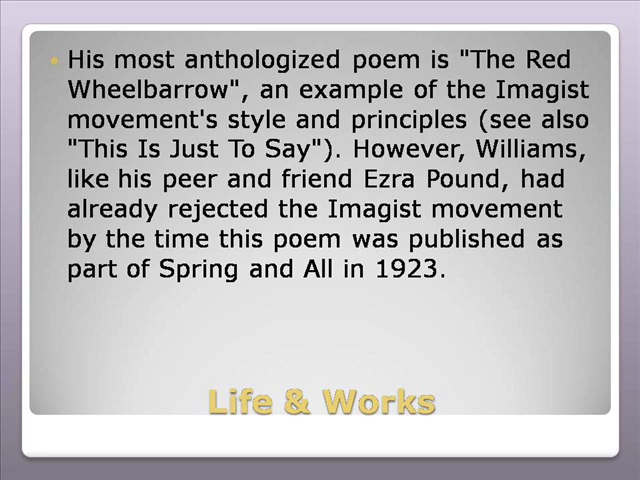 His most anthologized poem is "The Red
Wheelbarrow", an example of the Imagist
movement's style and principles (see also
"This Is Just To Say"). However, Williams,
like his peer and friend Ezra Pound, had
already rejected the Imagist movement
by the time this poem was published as
part of Spring and All in 1923.
Life & Works